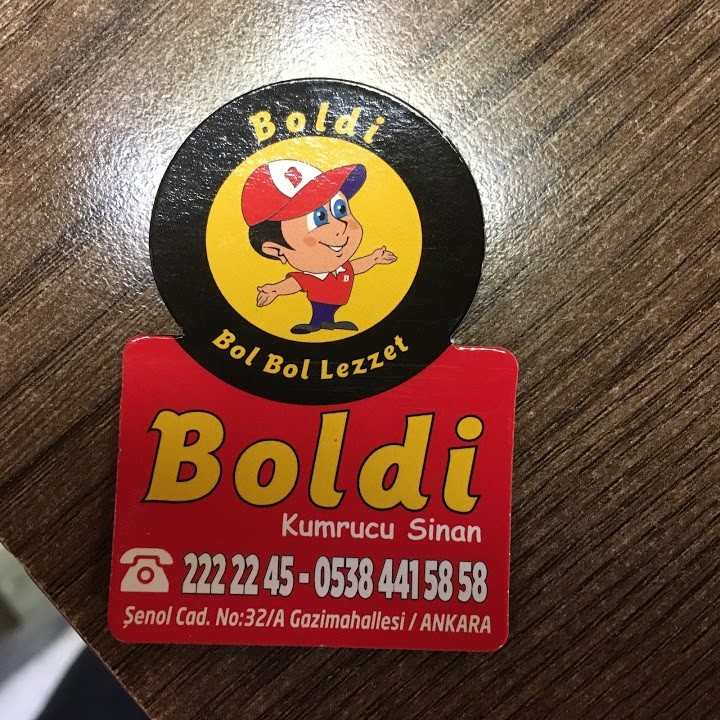 Boldi
Bol Bol Lezzet
Boldi
Kumrucu Sinan
222 22 45 - 0538 441 58 58
Şenol Cad. No:32/A Gazimahallesi / ANKARA